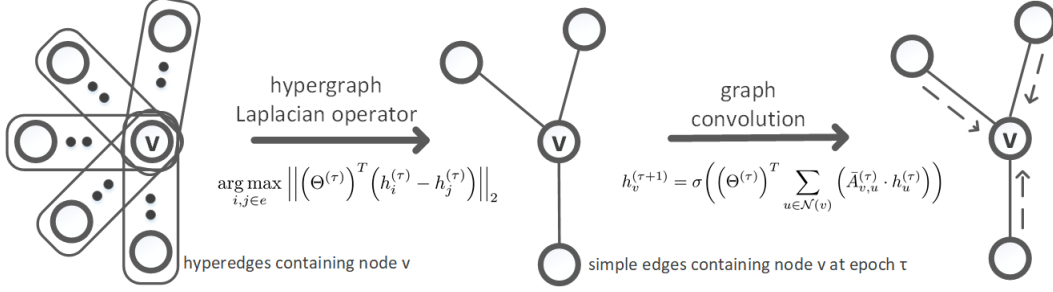 v
hypergraph
Laplacian operator
arg max_{i,j∈e} ||(Θ^{(τ)})^T (h_i^{(τ)} − h_j^{(τ)})||_2
hyperedges containing node v
v
graph
convolution
h_v^{(τ+1)} = σ((Θ^{(τ)})^T ∑_{u∈N(v)} (Ā_{v,u}^{(τ)} · h_u^{(τ)}))
simple edges containing node v at epoch τ
v